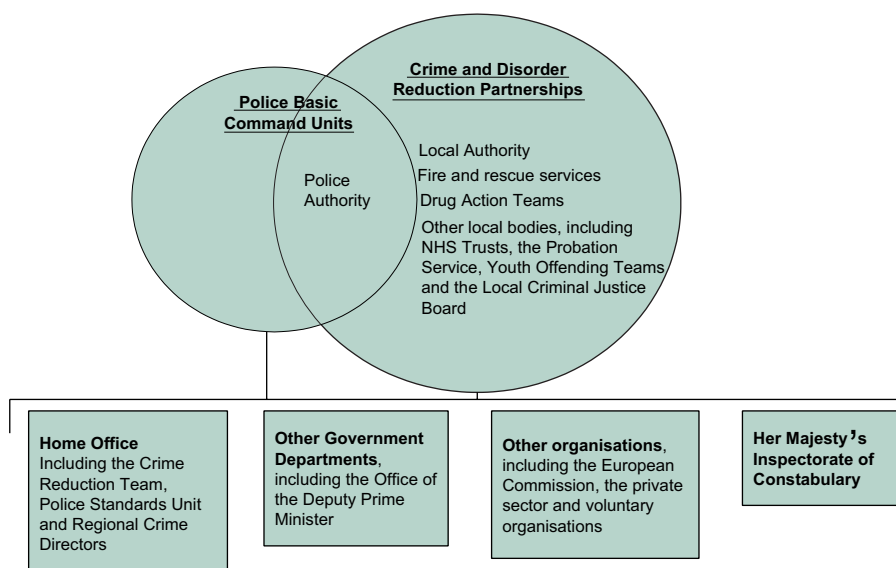 Crime and Disorder
Reduction Partnerships
Police Basic
Command Units
Police
Authority
Local Authority
Fire and rescue services
Drug Action Teams
Other local bodies, including
NHS Trusts, the Probation
Service, Youth Offending Teams
and the Local Criminal Justice
Board
Home Office
Including the Crime
Reduction Team,
Police Standards Unit
and Regional Crime
Directors
Other Government
Departments,
including the Office of
the Deputy Prime
Minister
Other organisations,
including the European
Commission, the private
sector and voluntary
organisations
Her Majesty’s
Inspectorate of
Constabulary